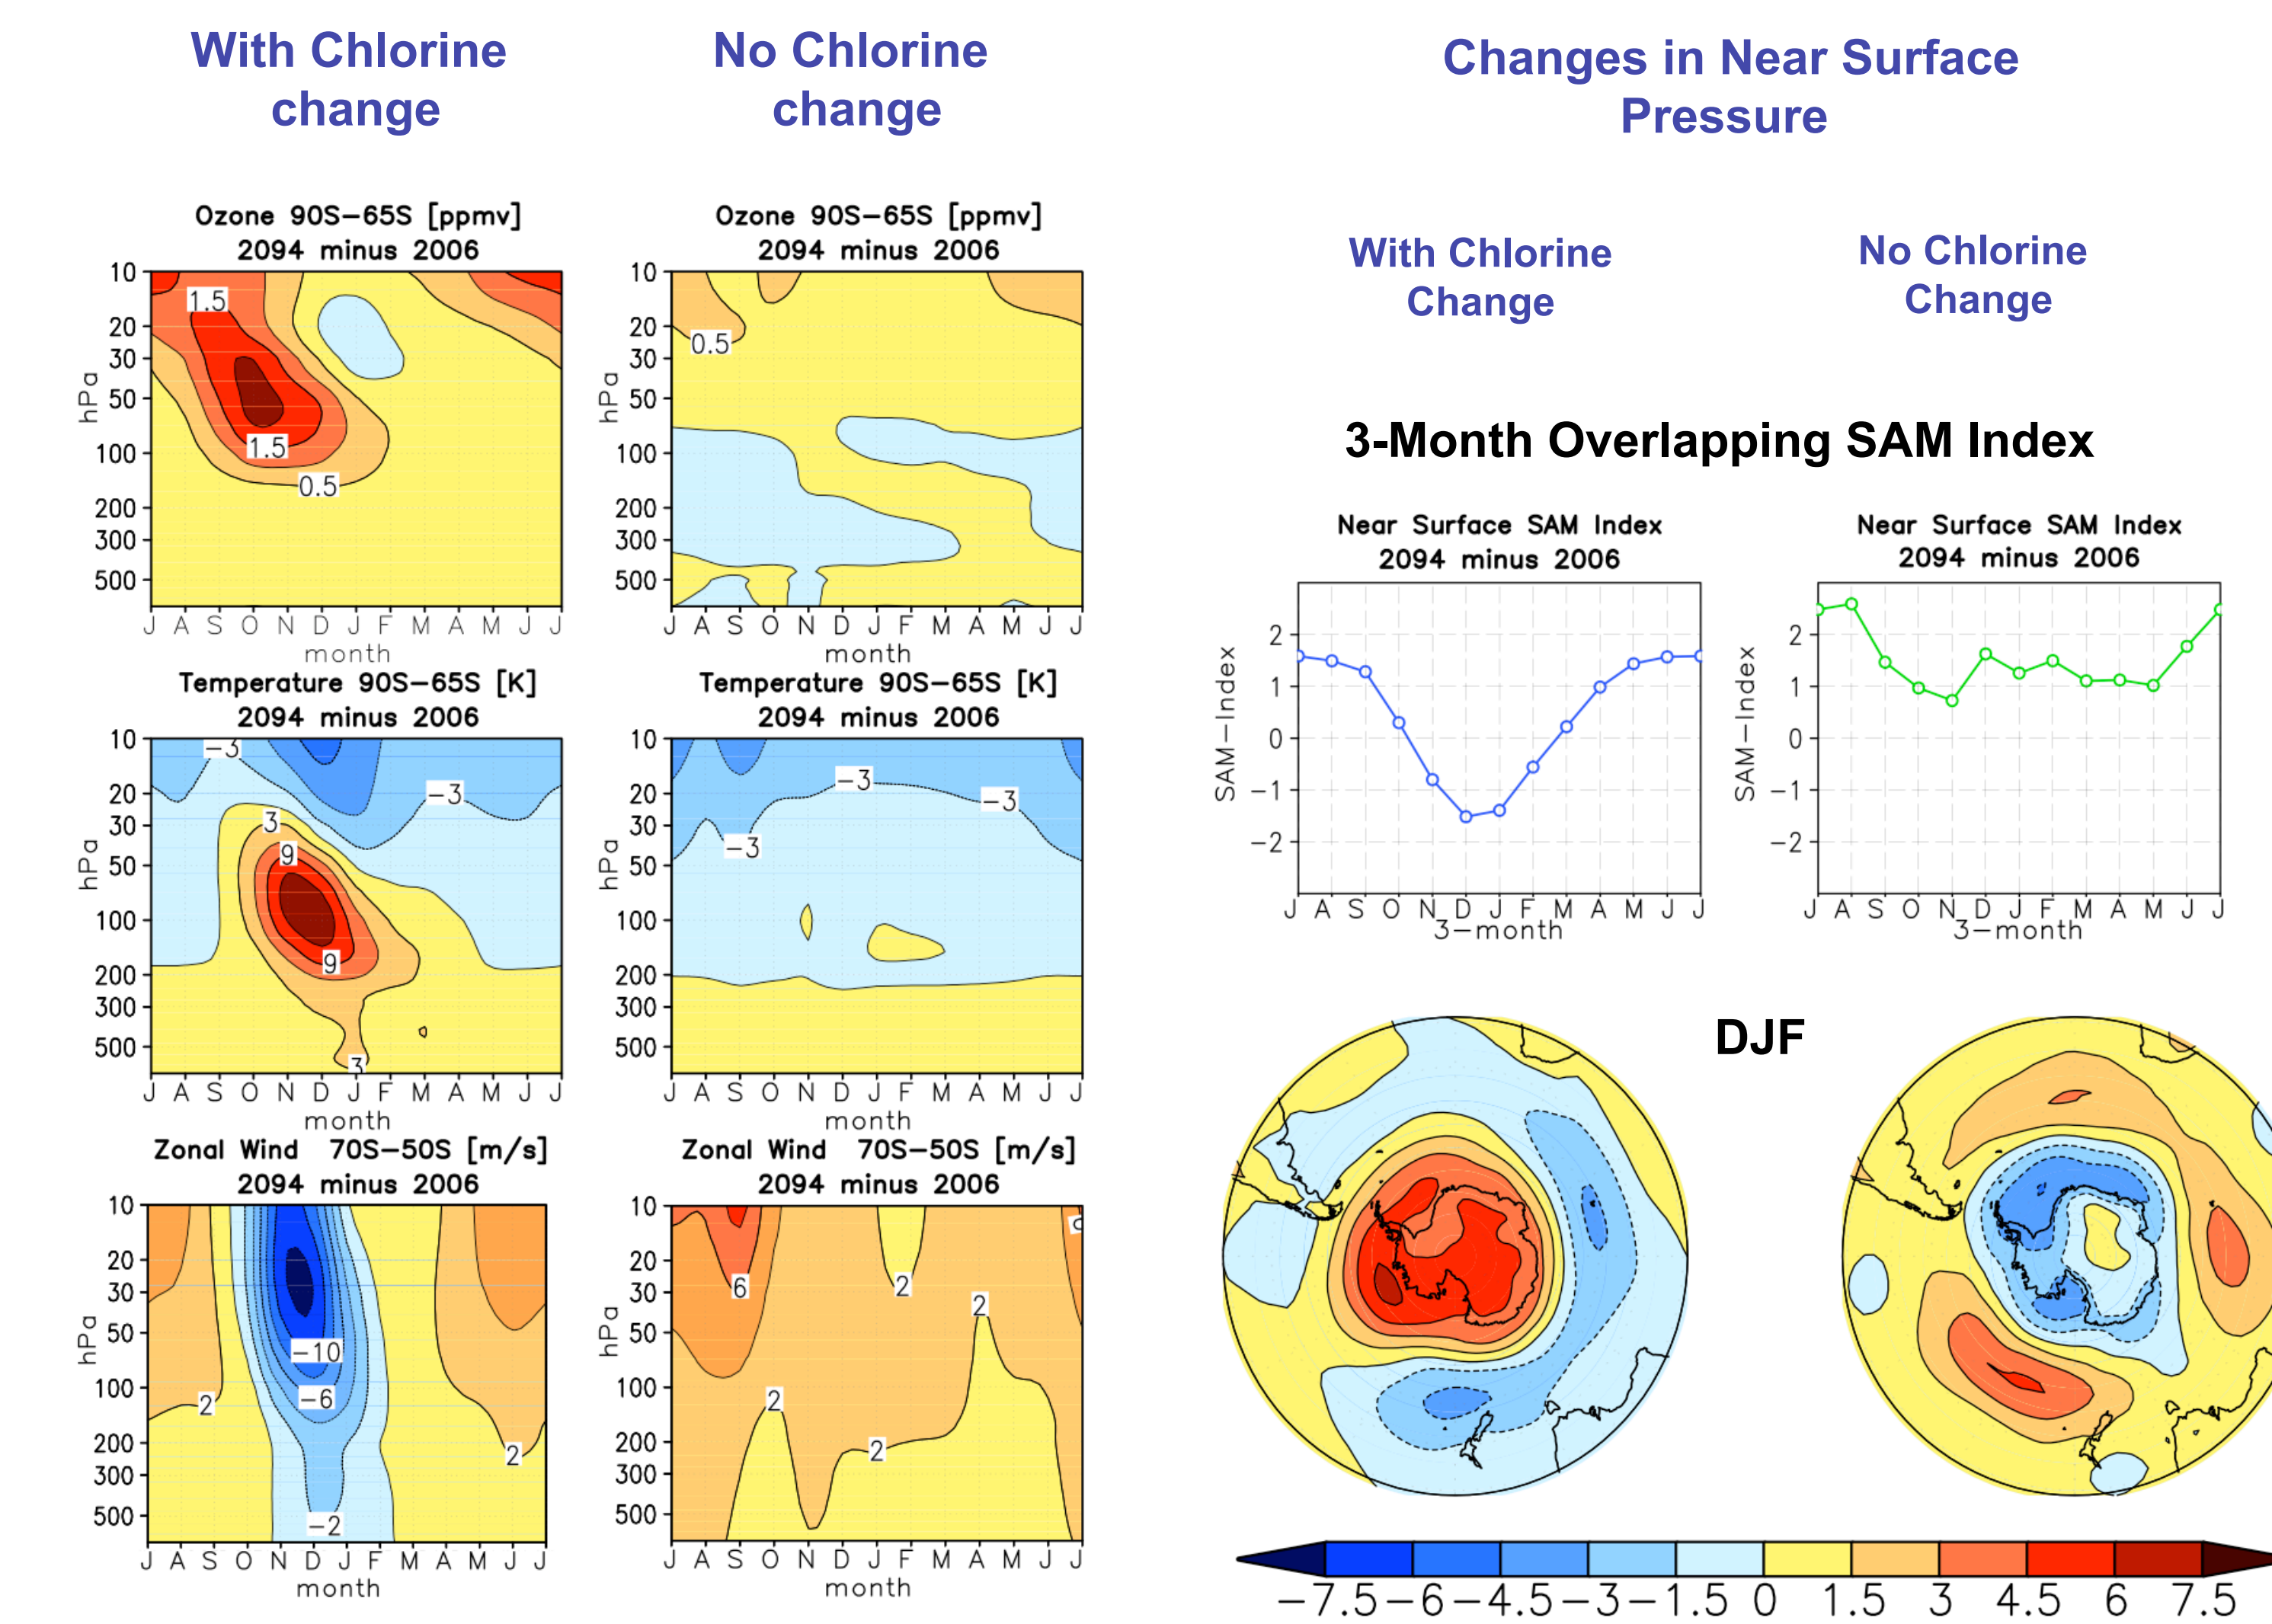 With Chlorine
change
No Chlorine
change
Changes in Near Surface
Pressure
With Chlorine
Change
No Chlorine
Change
3-Month Overlapping SAM Index
Ozone 90S-65S [ppmv]
2094 minus 2006
10
20
30
50
100
200
300
500
hPa
1.5
1.5
0.5
J A S O N D J F M A M J J
month
Ozone 90S-65S [ppmv]
2094 minus 2006
10
20
30
50
100
200
300
500
hPa
0.5
J A S O N D J F M A M J J
month
Near Surface SAM Index
2094 minus 2006
2
1
0
-1
-2
SAM-Index
J A S O N D J F M A M J J
3-month
Near Surface SAM Index
2094 minus 2006
2
1
0
-1
-2
SAM-Index
J A S O N D J F M A M J J
3-month
Temperature 90S-65S [K]
2094 minus 2006
10
20
30
50
100
200
300
500
hPa
-3
-3
3
9
9
3
J A S O N D J F M A M J J
month
Temperature 90S-65S [K]
2094 minus 2006
10
20
30
50
100
200
300
500
hPa
-3
-3
-3
J A S O N D J F M A M J J
month
DJF
Zonal Wind 70S-50S [m/s]
2094 minus 2006
10
20
30
50
100
200
300
500
hPa
-10
-6
2
2
-2
J A S O N D J F M A M J J
month
Zonal Wind 70S-50S [m/s]
2094 minus 2006
10
20
30
50
100
200
300
500
hPa
6
2
2
2
2
J A S O N D J F M A M J J
month
-7.5 -6 -4.5 -3 -1.5 0 1.5 3 4.5 6 7.5